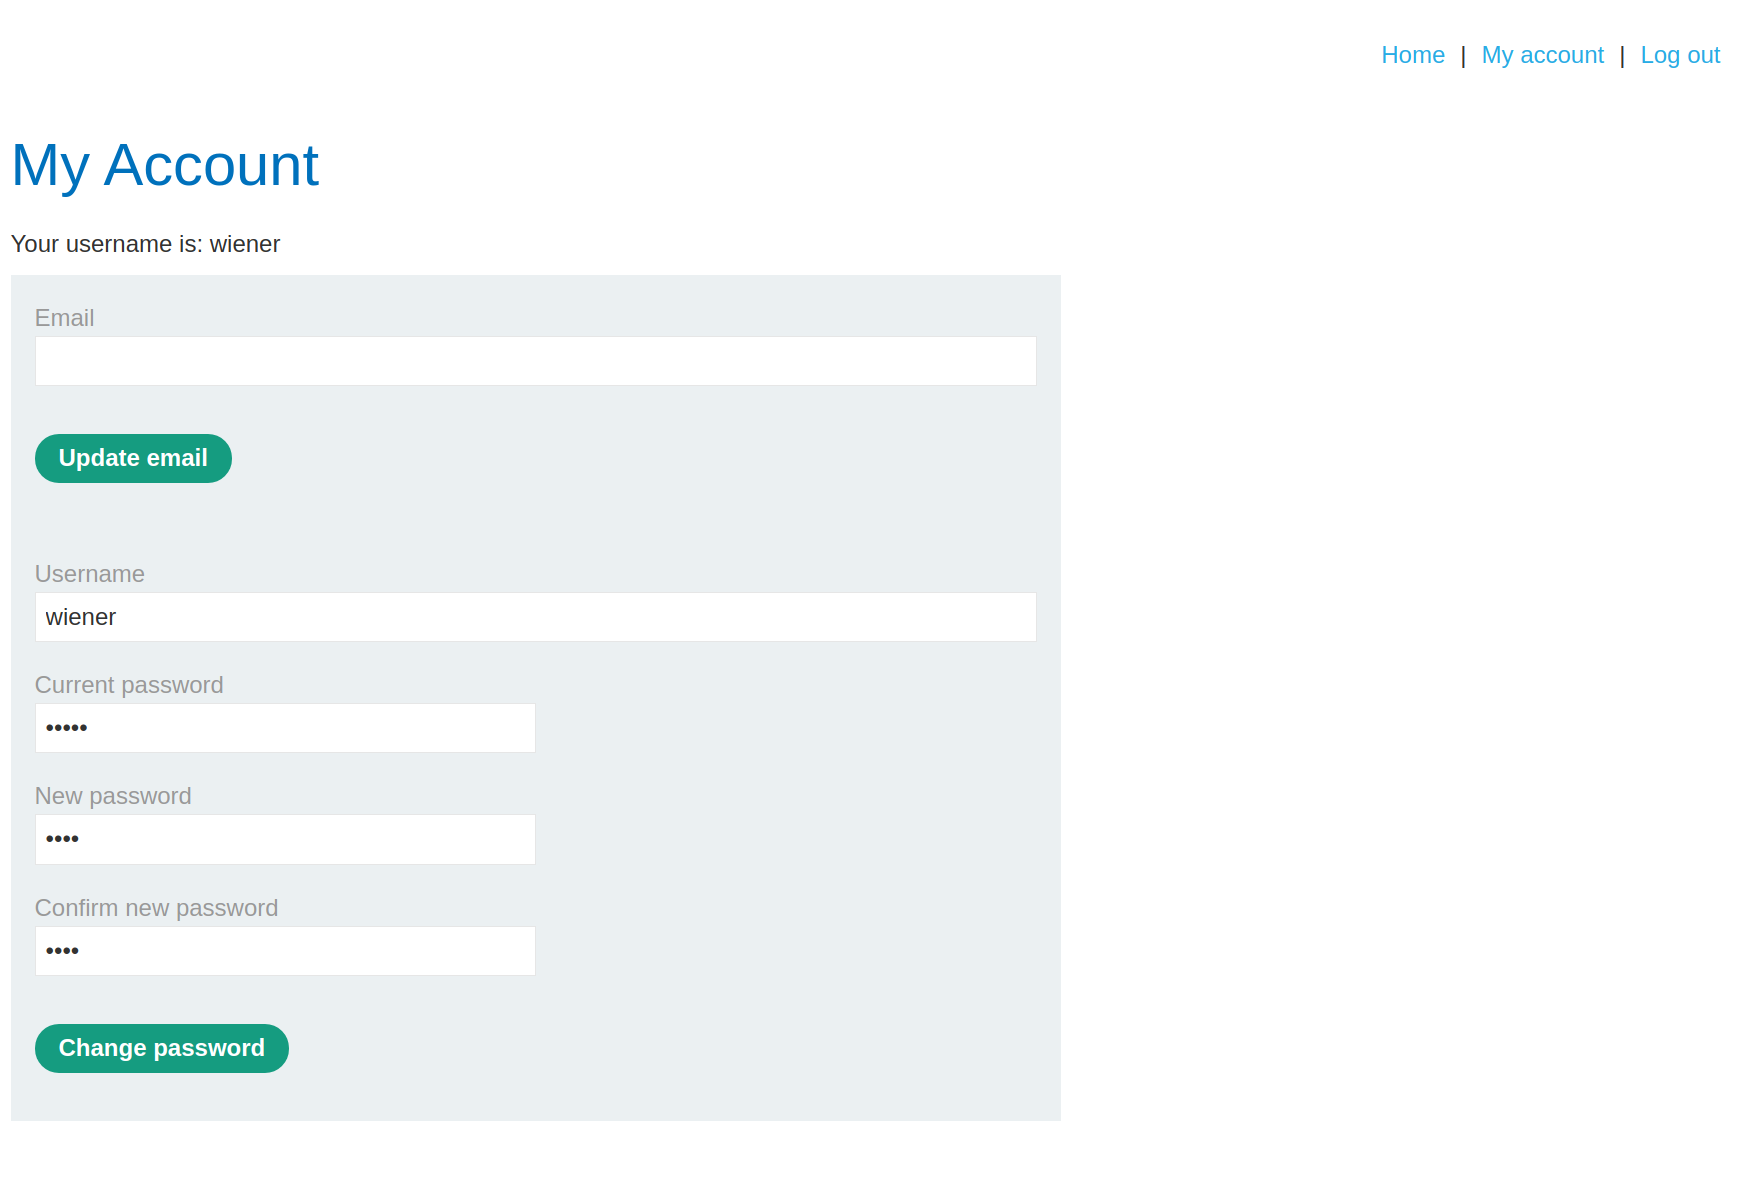 Home | My account | Log out
My Account
Your username is: wiener
Email
Update email
Username
wiener
Current password
•••••
New password
••••
Confirm new password
••••
Change password